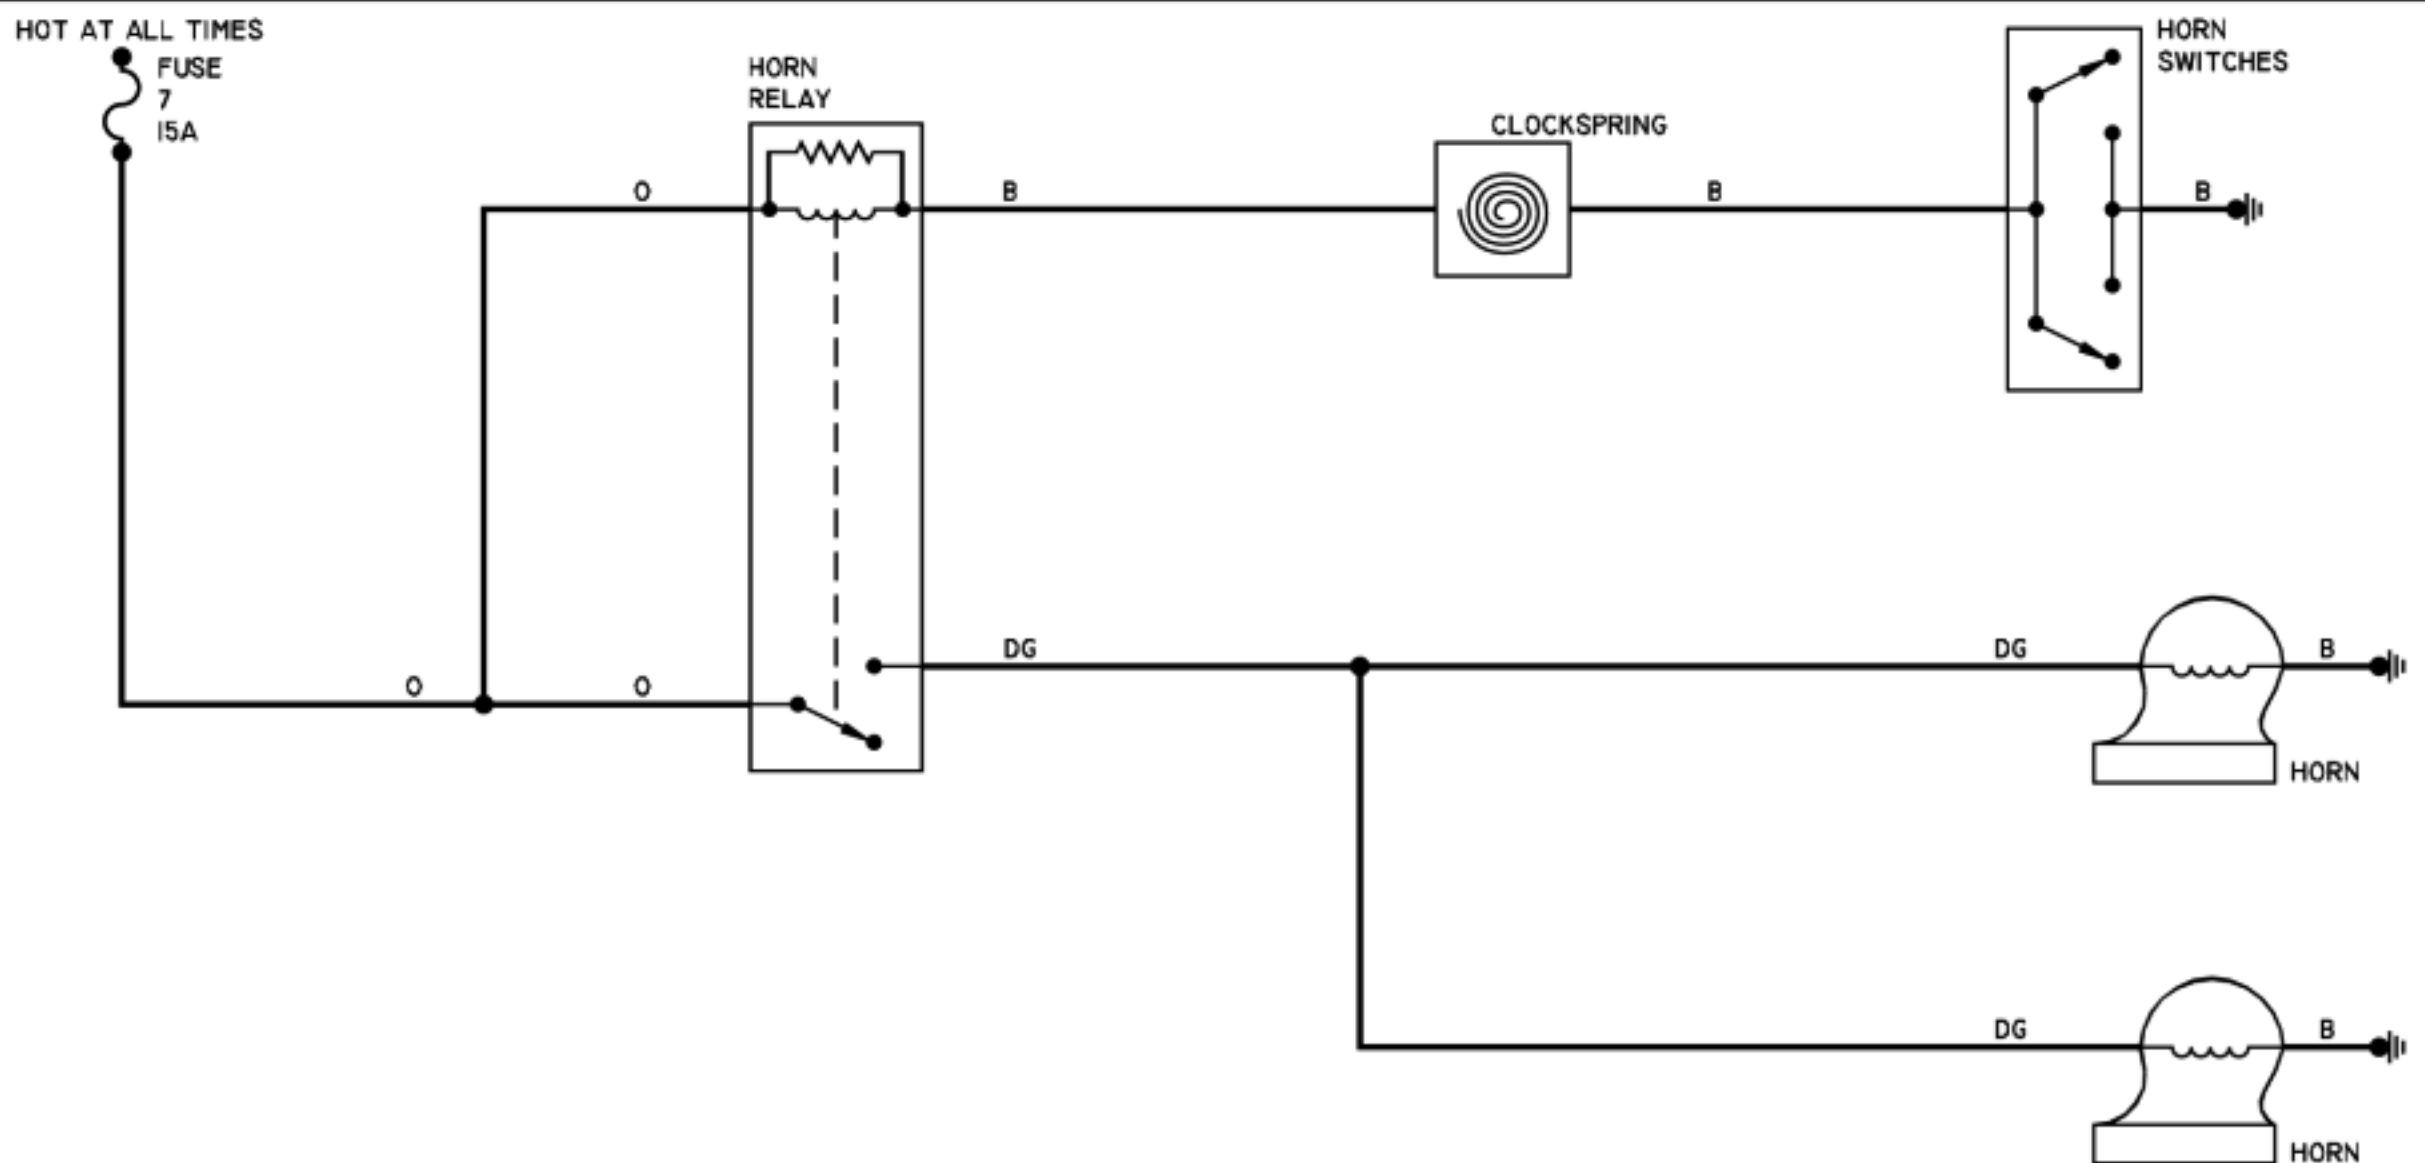 HOT AT ALL TIMES
FUSE
7
15A
HORN
RELAY
CLOCKSPRING
HORN
SWITCHES
O
B
B
B
DG
DG
B
O
O
HORN
DG
B
HORN